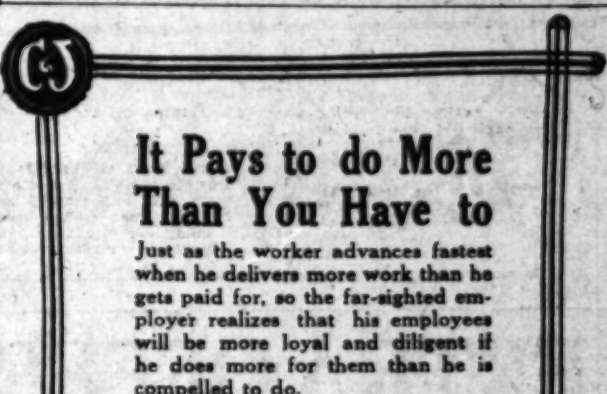 C & J
It Pays to do More
Than You Have to
Just as the worker advances fastest
when he delivers more work than he
gets paid for, so the far-sighted em-
ployer realizes that his employees
will be more loyal and diligent if
he does more for them than he is
compelled to do.